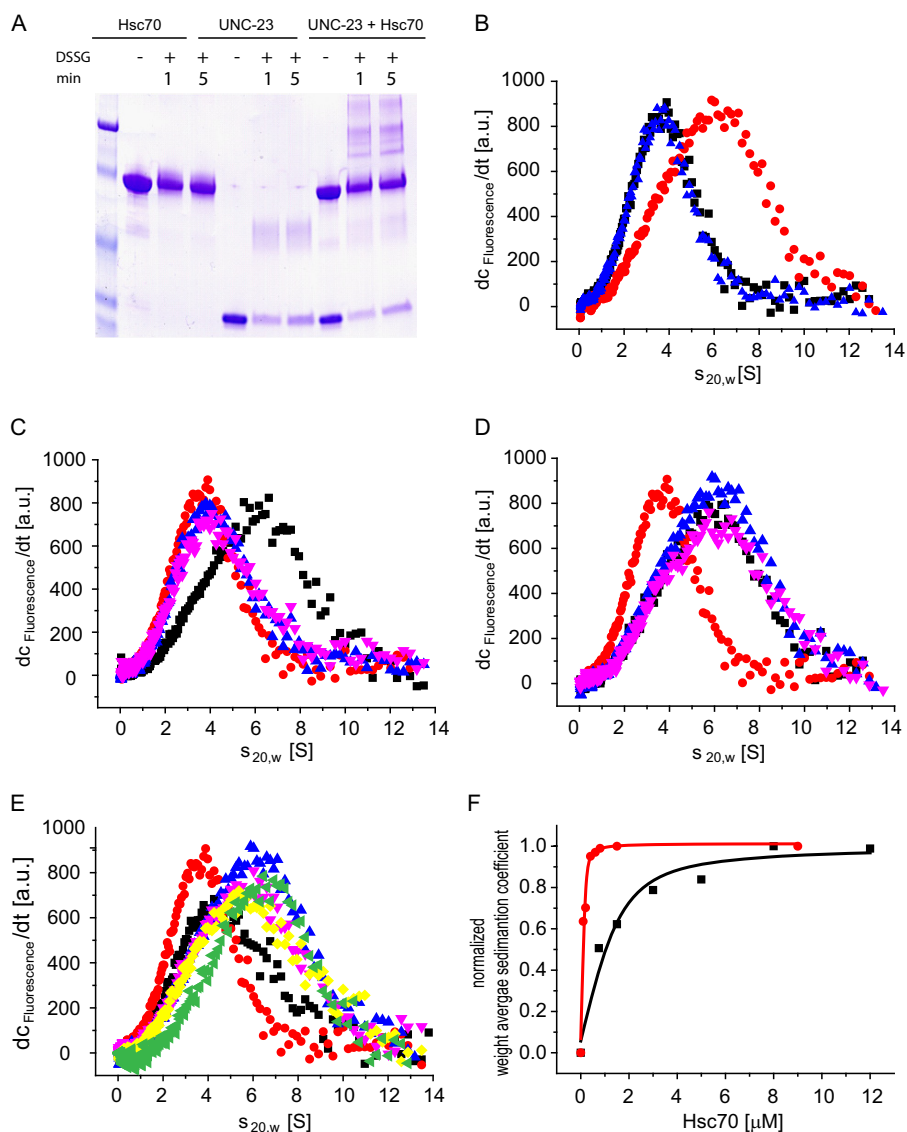 A
Hsc70 UNC-23 UNC-23 + Hsc70
DSSG - + + - + + - + +
min 1 5 1 5 1 5
B
1000
800
600
400
200
0
dc Fluorescence/dt [a.u.]
0 2 4 6 8 10 12 14
s20,w[S]
C
1000
800
600
400
200
0
dc Fluorescence/dt [a.u.]
0 2 4 6 8 10 12 14
s20,w [S]
D
1000
800
600
400
200
0
dc Fluorescence/dt [a.u.]
0 2 4 6 8 10 12 14
s20,w [S]
E
1000
800
600
400
200
0
dcFluorescence/dt [a.u.]
0 2 4 6 8 10 12 14
s20,w [S]
F
1.0
0.8
0.6
0.4
0.2
0.0
normalized
weight avergae sedimantion coefficient
0 2 4 6 8 10 12
Hsc70 [µM]